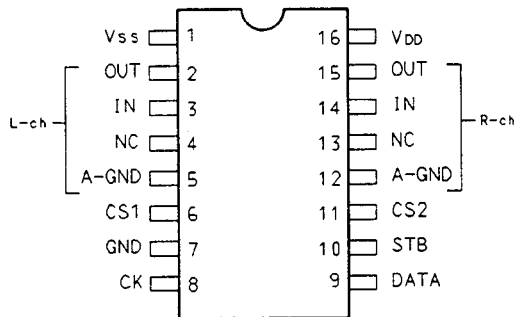 Vss 1 16 VDD
OUT 2 15 OUT
IN 3 14 IN
L-ch R-ch
NC 4 13 NC
A-GND 5 12 A-GND
CS1 6 11 CS2
GND 7 10 STB
CK 8 9 DATA